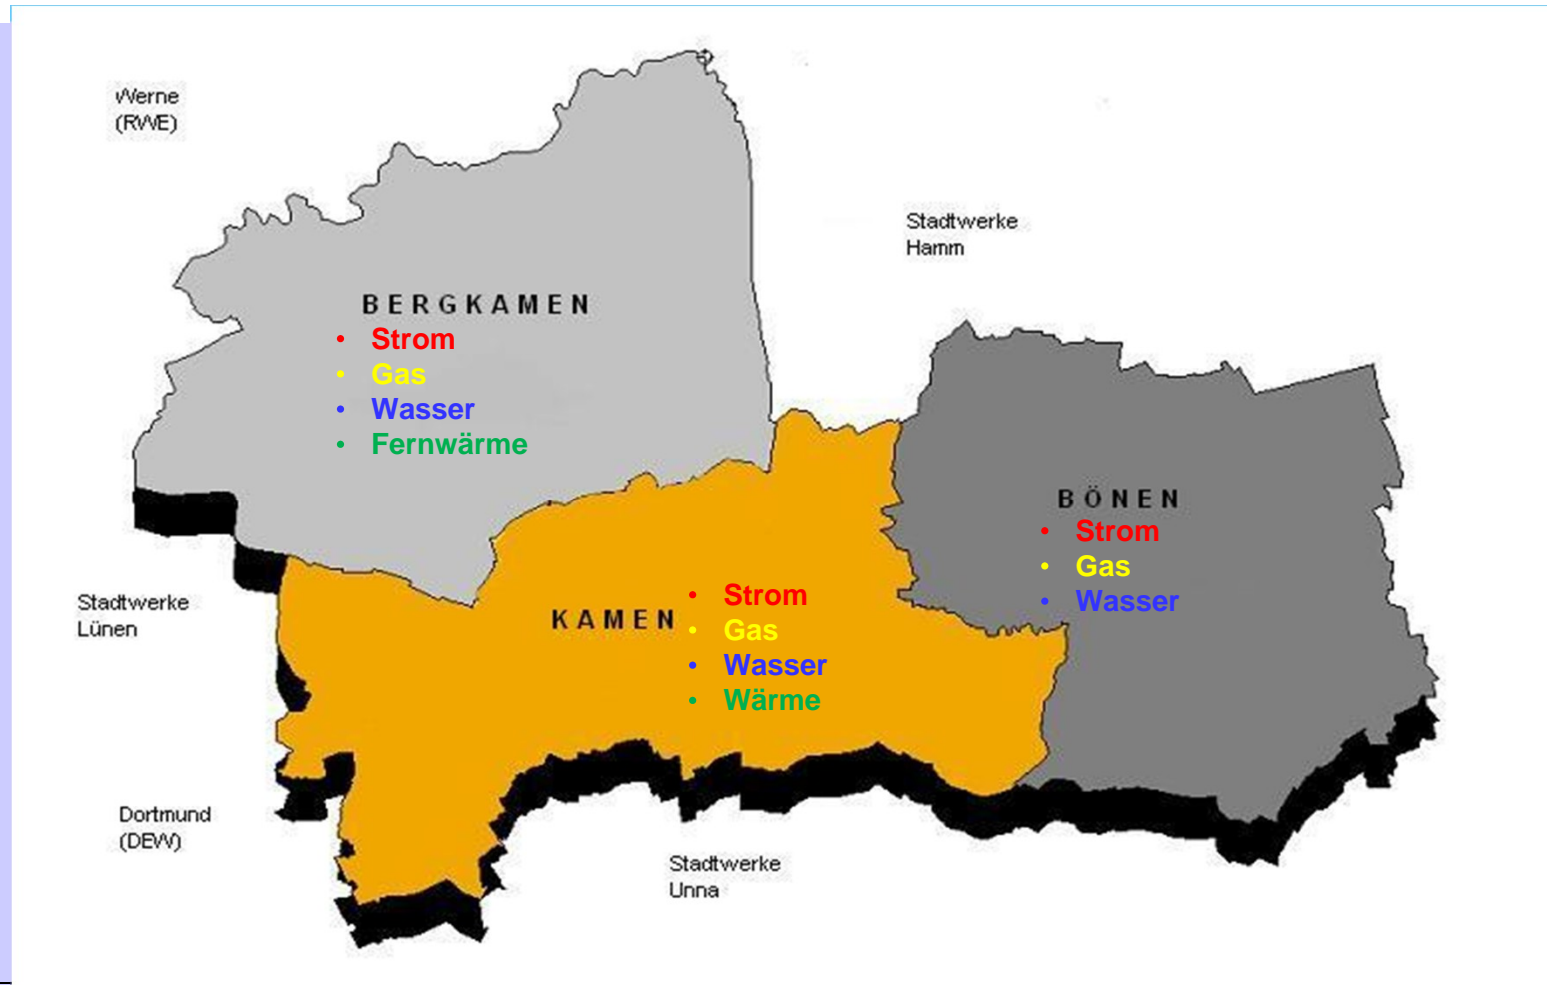 Werne
(RWE)
Stadtwerke
Hamm
BERGKAMEN
• Strom
• Gas
• Wasser
• Fernwärme
BÖNEN
• Strom
• Gas
• Wasser
KAMEN
• Strom
• Gas
• Wasser
• Wärme
Stadtwerke
Lünen
Dortmund
(DEW)
Stadtwerke
Unna